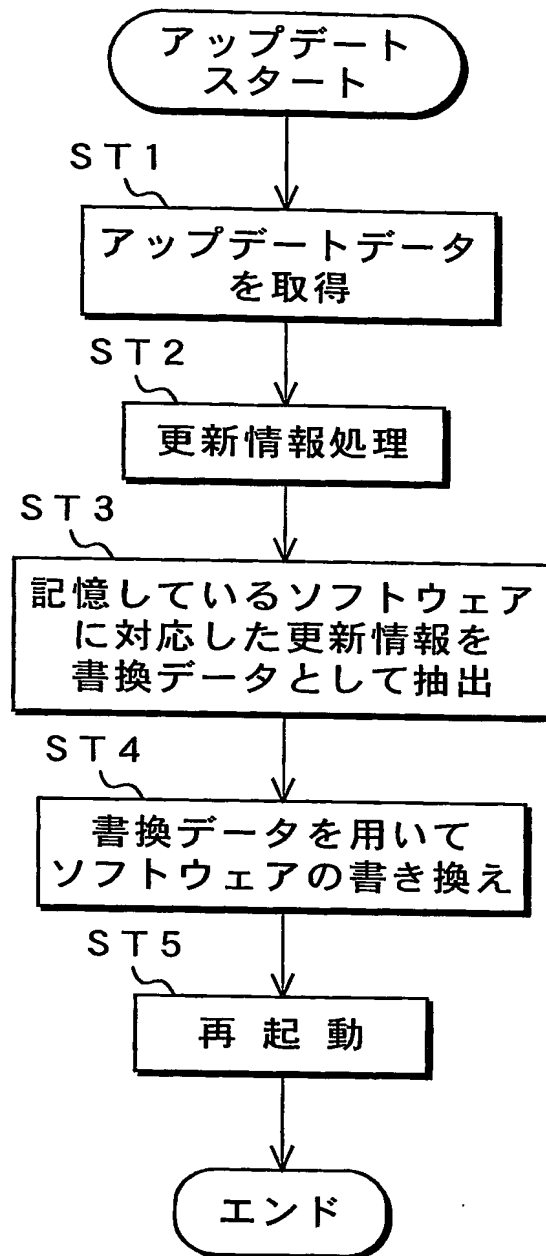 アップデート
スタート
ST1
アップデートデータ
を取得
ST2
更新情報処理
ST3
記憶しているソフトウェア
に対応した更新情報を
書換データとして抽出
ST4
書換データを用いて
ソフトウェアの書き換え
ST5
再起動
エンド